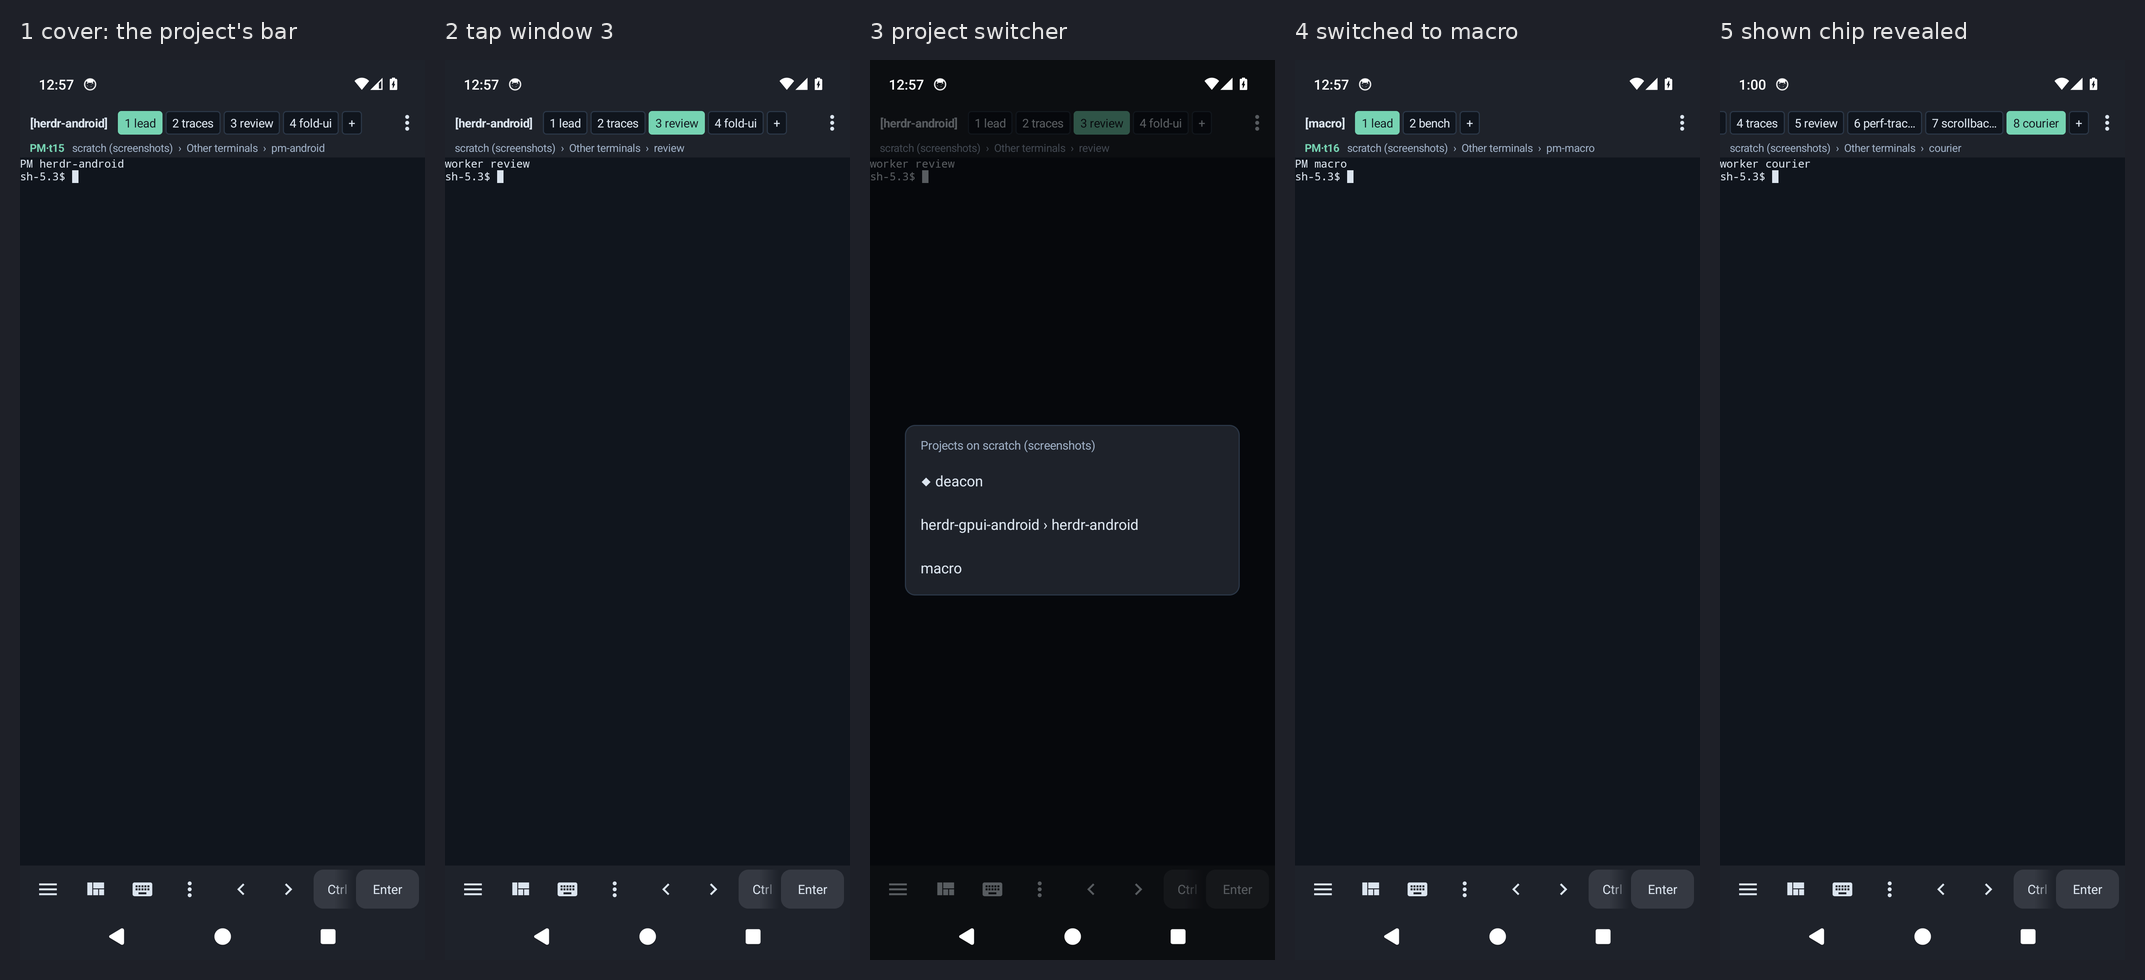 1 cover: the project's bar
12:57
[herdr-android] 1 lead 2 traces 3 review 4 fold-ui +
PM·t15 scratch (screenshots) › Other terminals › pm-android
PM herdr-android
sh-5.3$
Ctrl Enter
2 tap window 3
12:57
[herdr-android] 1 lead 2 traces 3 review 4 fold-ui +
scratch (screenshots) › Other terminals › review
worker review
sh-5.3$
Ctrl Enter
3 project switcher
12:57
[herdr-android] 1 lead 2 traces 3 review 4 fold-ui +
scratch (screenshots) › Other terminals › review
worker review
sh-5.3$
Projects on scratch (screenshots)
◆ deacon
herdr-gpui-android › herdr-android
macro
Ctrl Enter
4 switched to macro
12:57
[macro] 1 lead 2 bench +
PM·t16 scratch (screenshots) › Other terminals › pm-macro
PM macro
sh-5.3$
Ctrl Enter
5 shown chip revealed
1:00
4 traces 5 review 6 perf-trac... 7 scrollbac... 8 courier +
scratch (screenshots) › Other terminals › courier
worker courier
sh-5.3$
Ctrl Enter